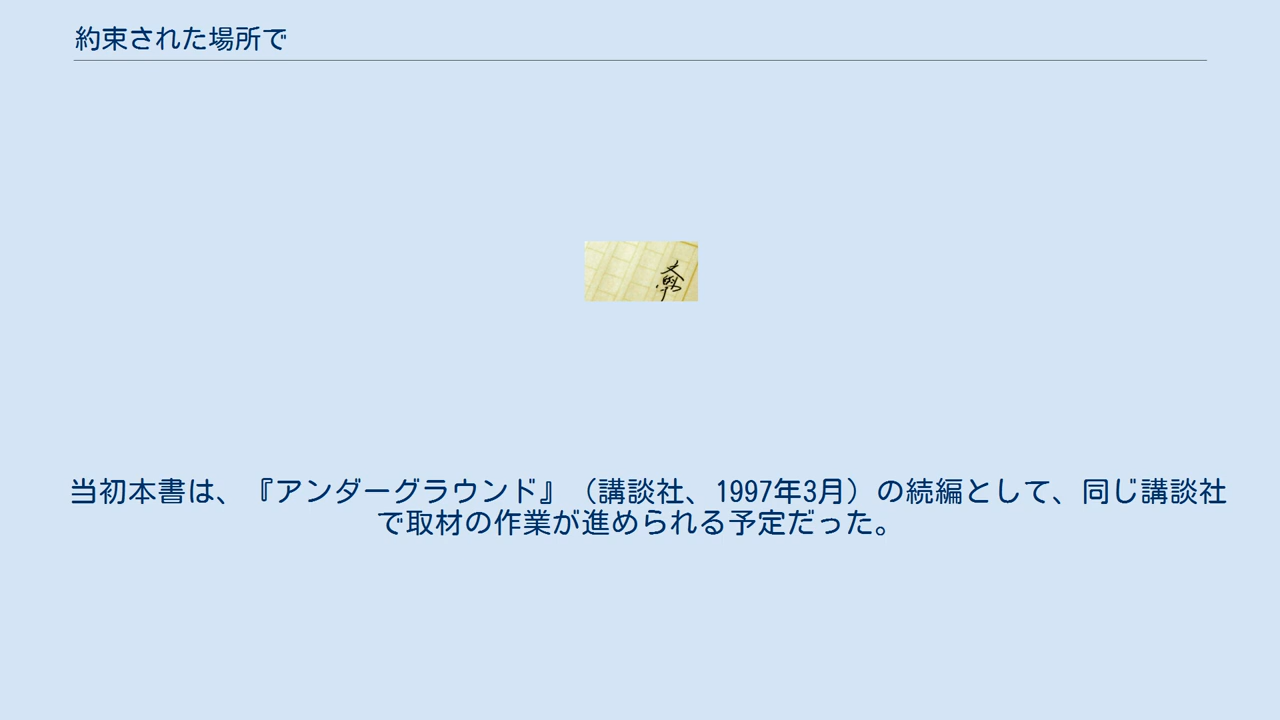 約束された場所で
当初本書は、『アンダーグラウンド』（講談社、1997年3月）の続編として、同じ講談社
で取材の作業が進められる予定だった。